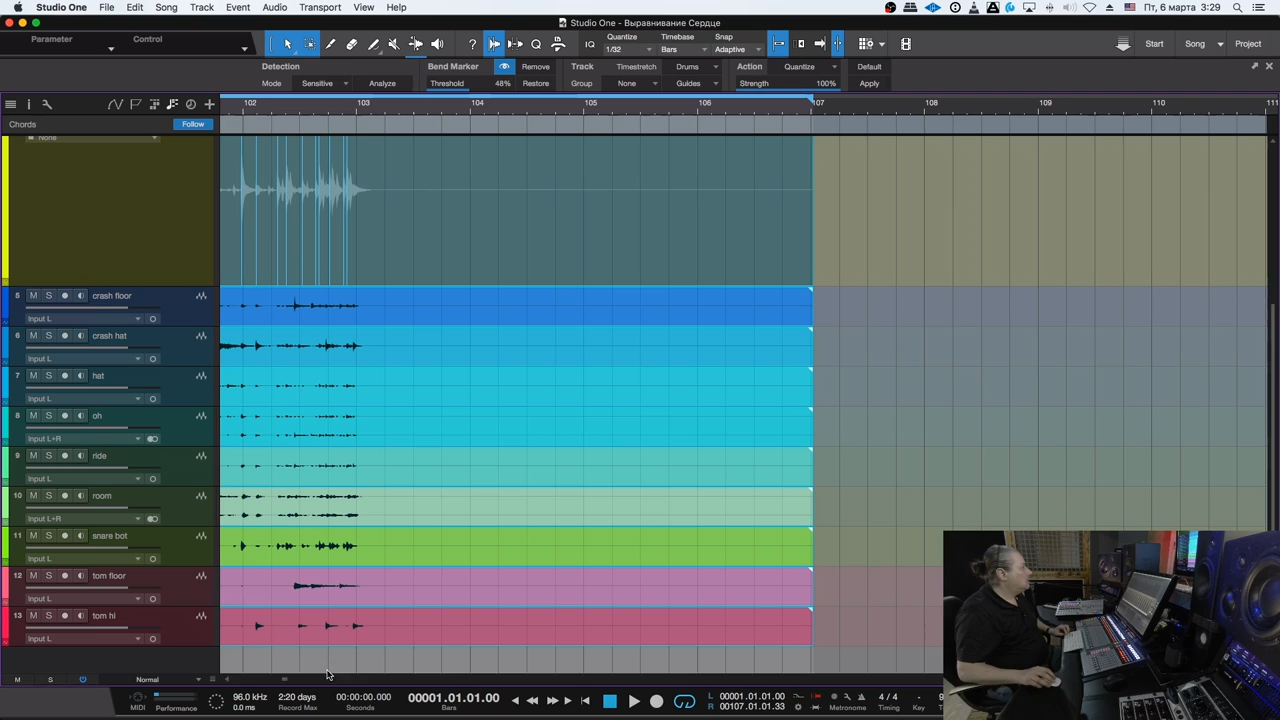 Studio One File Edit Song Track Event Audio Transport View Help Пт, 6 марта 3:29
Studio One - Выравнивание Сердце
Parameter Control IQ Quantize 1/32 Timebase Bars Snap Adaptive Start Song Project
Detection Bend Marker Remove Track Timestretch Drums Action Quantize Default
Mode Sensitive Analyze Threshold 48% Restore Group None Guides Strength 100% Apply
102 103 104 105 106 107 108 109 110 111
Chords Follow
None
5 M S crash floor
Input L
6 M S crash hat
Input L
7 M S hat
Input L
8 M S oh
Input L+R
9 M S ride
Input L
10 M S room
Input L+R
11 M S snare bot
Input L
12 M S tom floor
Input L
13 M S tom hi
Input L
M S Normal
MIDI Performance 96.0 kHz 0.0 ms 2:20 days Record Max 00:00:00.000 Seconds 00001.01.01.00 Bars L 00001.01.01.00 R 00107.01.01.33 Metronome 4 / 4 Timing Key